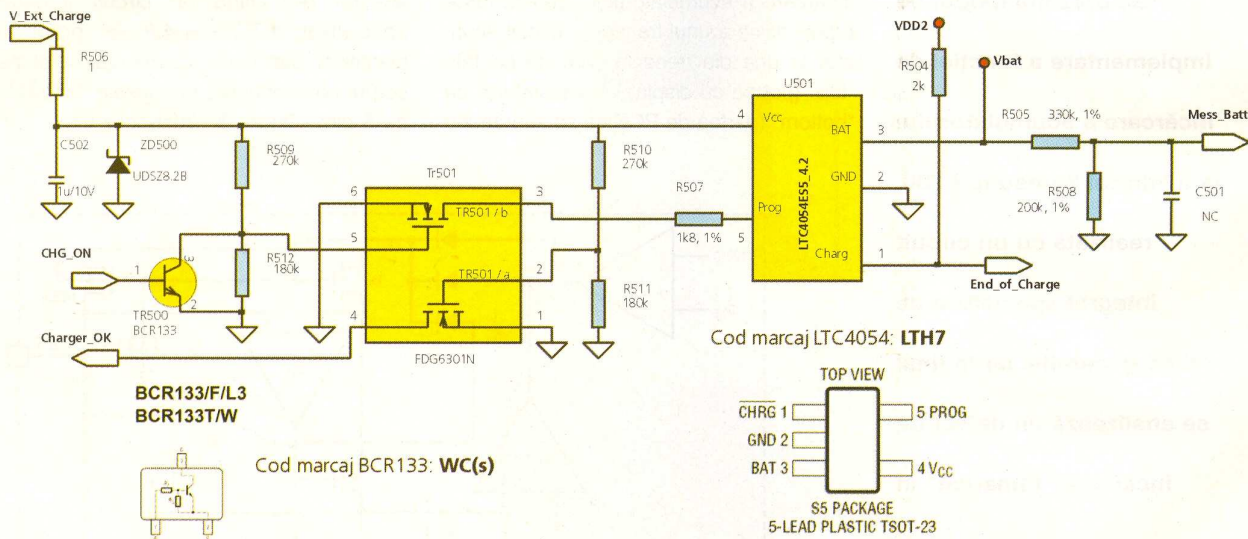 V_Ext_Charge
R506
1
C502
1u/10V
ZD500
UDSZ8.2B
R509
270k
R512
180k
CHG_ON
1
3
2
TR500
BCR133
Charger_OK
Tr501
6
5
4
3
2
1
TR501 / b
TR501 / a
FDG6301N
R510
270k
R511
180k
R507
1k8, 1%
U501
4
Vcc
BAT
3
GND
2
Prog
5
Charg
1
LTC4054ES5_4.2
VDD2
R504
2k
Vbat
R505
330k, 1%
Mess_Batt
R508
200k, 1%
C501
NC
End_of_Charge
BCR133/F/L3
BCR133T/W
Cod marcaj BCR133: WC(s)
Cod marcaj LTC4054: LTH7
TOP VIEW
CHRG 1
GND 2
BAT 3
5 PROG
4 VCC
S5 PACKAGE
5-LEAD PLASTIC TSOT-23